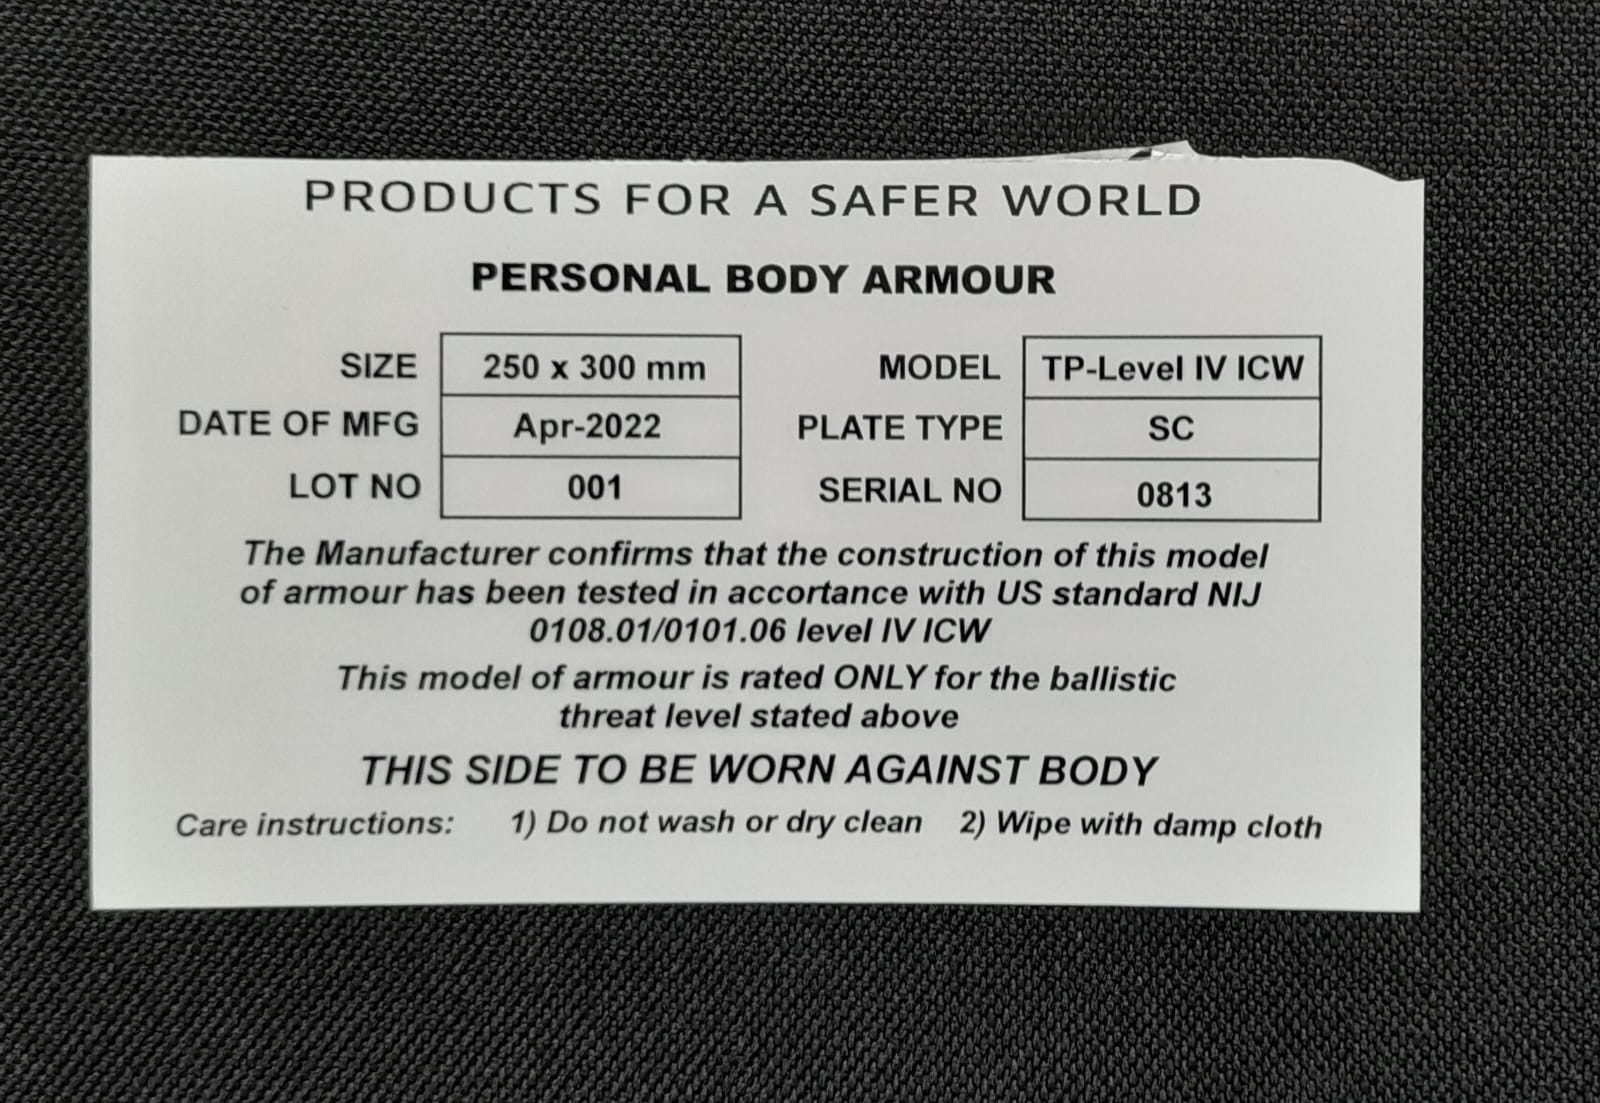 PRODUCTS FOR A SAFER WORLD
PERSONAL BODY ARMOUR
SIZE 250 x 300 mm MODEL TP-Level IV ICW
DATE OF MFG Apr-2022 PLATE TYPE SC
LOT NO 001 SERIAL NO 0813
The Manufacturer confirms that the construction of this model
of armour has been tested in accortance with US standard NIJ
0108.01/0101.06 level IV ICW
This model of armour is rated ONLY for the ballistic
threat level stated above
THIS SIDE TO BE WORN AGAINST BODY
Care instructions: 1) Do not wash or dry clean 2) Wipe with damp cloth